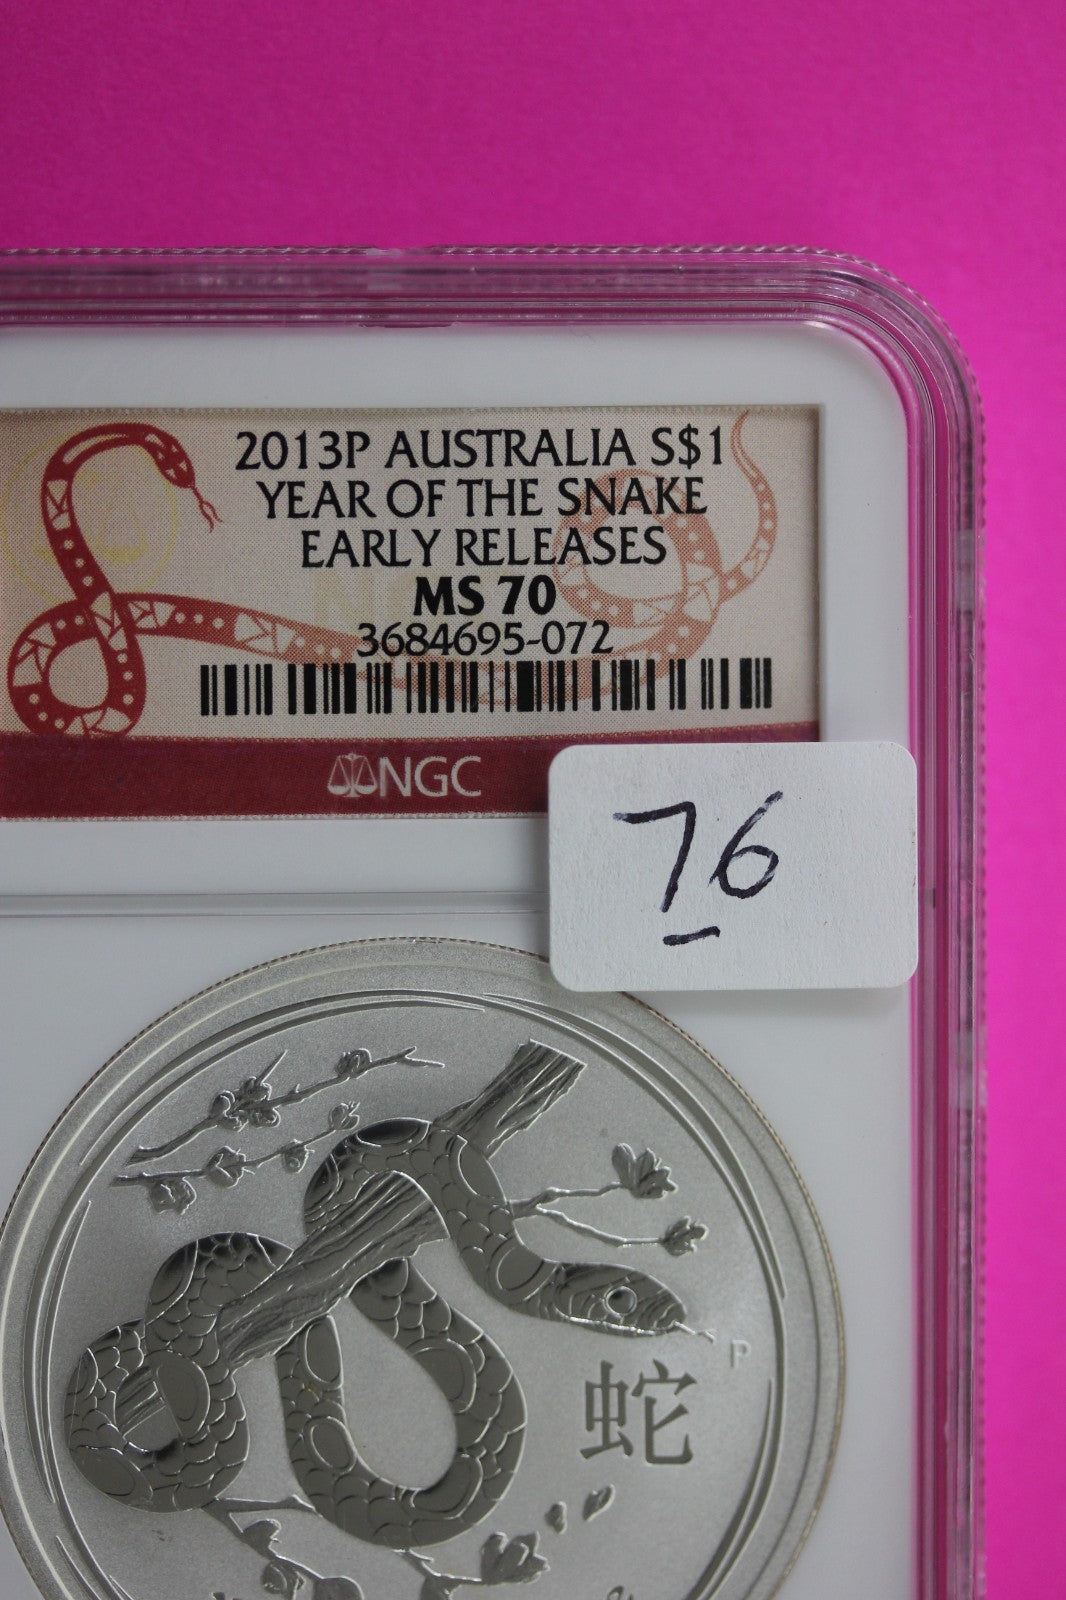 2013P AUSTRALIA S$1
YEAR OF THE SNAKE
EARLY RELEASES
MS 70
3684695-072
NGC
76
P
蛇